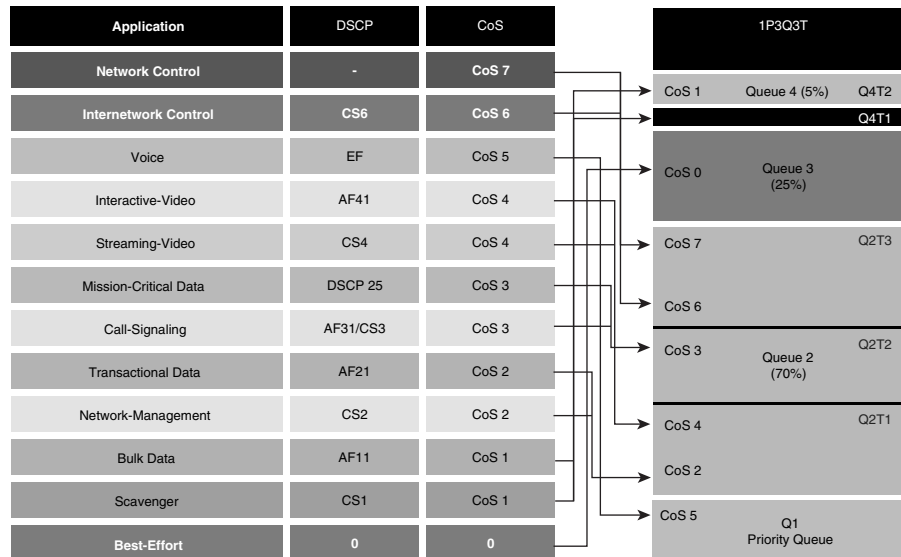 Application DSCP CoS
Network Control - CoS 7
Internetwork Control CS6 CoS 6
Voice EF CoS 5
Interactive-Video AF41 CoS 4
Streaming-Video CS4 CoS 4
Mission-Critical Data DSCP 25 CoS 3
Call-Signaling AF31/CS3 CoS 3
Transactional Data AF21 CoS 2
Network-Management CS2 CoS 2
Bulk Data AF11 CoS 1
Scavenger CS1 CoS 1
Best-Effort 0 0
1P3Q3T
CoS 1 Queue 4 (5%) Q4T2
Q4T1
CoS 0 Queue 3
(25%)
CoS 7 Q2T3
CoS 6
CoS 3 Queue 2 Q2T2
(70%)
CoS 4 Q2T1
CoS 2
CoS 5 Q1
Priority Queue